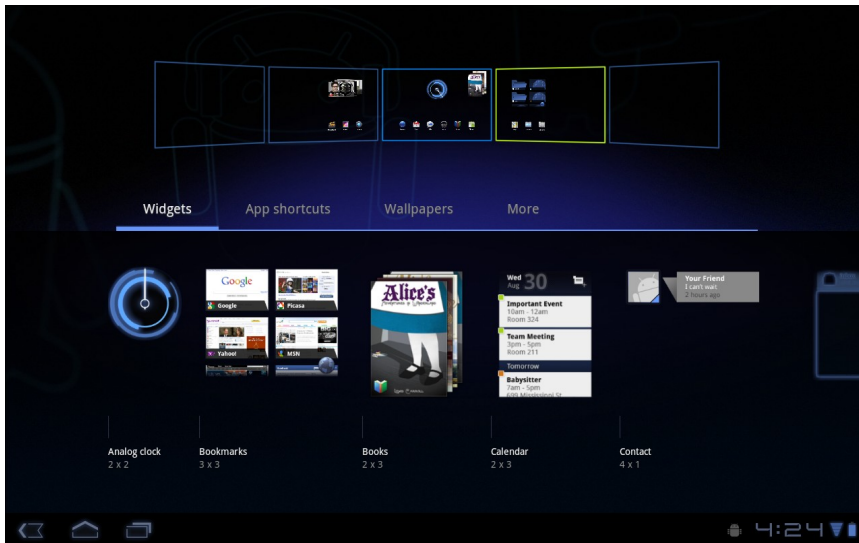 Widgets
App shortcuts
Wallpapers
More
Google
Google
Picasa
Yahoo!
MSN
Alice's
Wed
Aug
30
Important Event
10am - 12am
Room 324
Team Meeting
3pm - 5pm
Room 211
Tomorrow
Babysitter
7am - 5pm
Your Friend
I can't wait
2 hours ago
Analog clock
2 x 2
Bookmarks
3 x 3
Books
2 x 3
Calendar
2 x 3
Contact
4 x 1
4:24